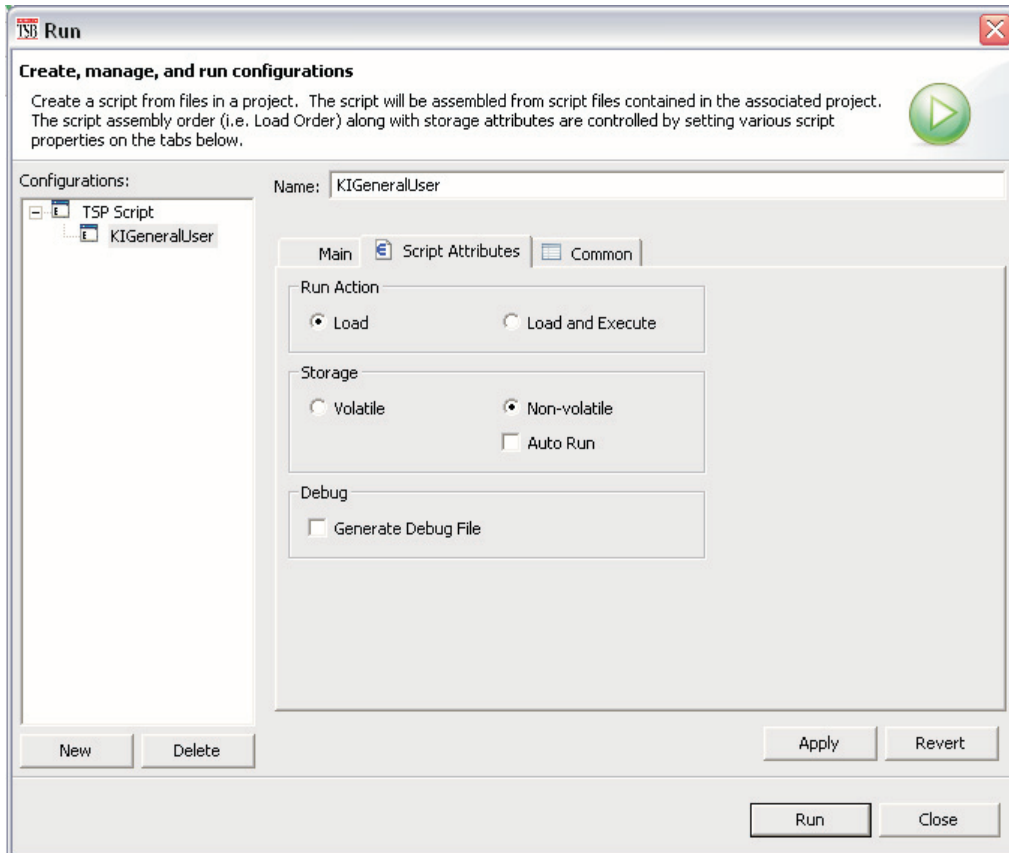 TSB Run
Create, manage, and run configurations
Create a script from files in a project. The script will be assembled from script files contained in the associated project.
The script assembly order (i.e. Load Order) along with storage attributes are controlled by setting various script
properties on the tabs below.
Configurations:
TSP Script
KIGeneralUser
Name: KIGeneralUser
Main Script Attributes Common
Run Action
Load Load and Execute
Storage
Volatile Non-volatile
Auto Run
Debug
Generate Debug File
New Delete
Apply Revert
Run Close